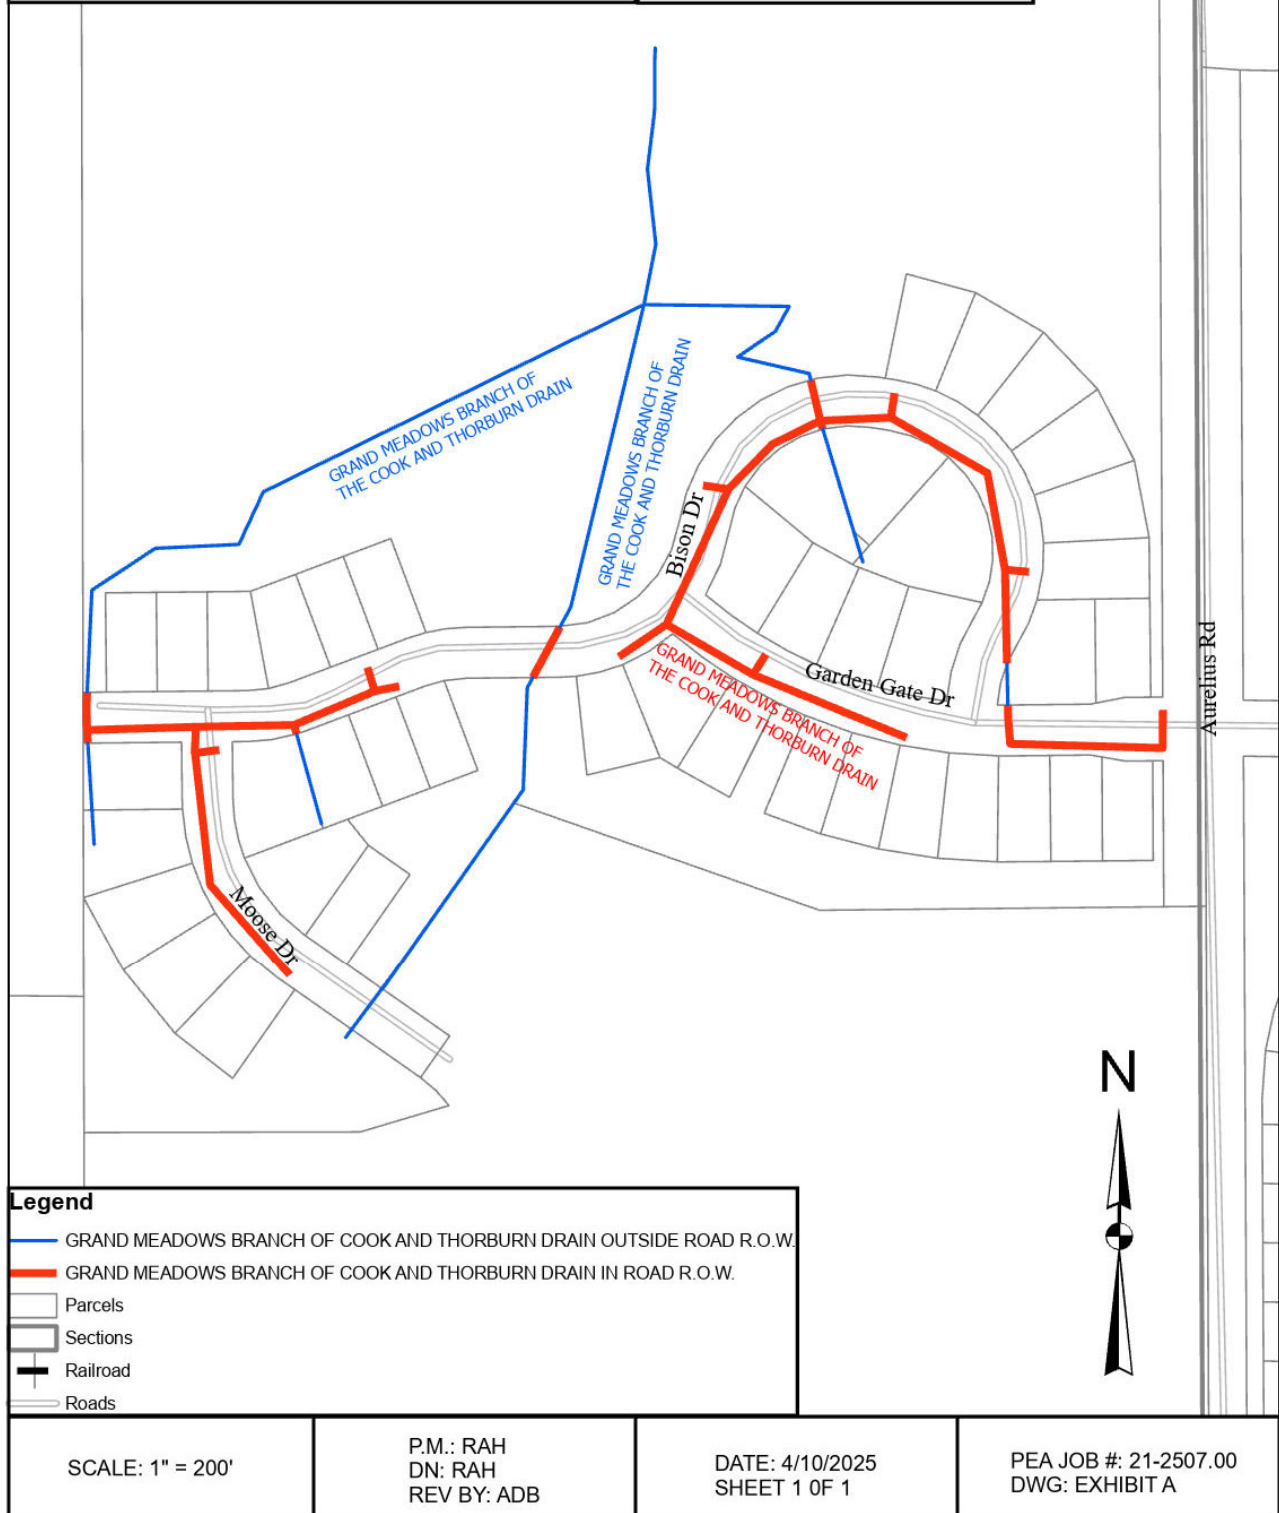 GRAND MEADOWS BRANCH OF
THE COOK AND THORBURN DRAIN
GRAND MEADOWS BRANCH OF
THE COOK AND THORBURN DRAIN
Bison Dr
GRAND MEADOWS BRANCH OF
THE COOK AND THORBURN DRAIN
Garden Gate Dr
Aurelius Rd
Moose Dr
N
Legend
GRAND MEADOWS BRANCH OF COOK AND THORBURN DRAIN OUTSIDE ROAD R.O.W.
GRAND MEADOWS BRANCH OF COOK AND THORBURN DRAIN IN ROAD R.O.W.
Parcels
Sections
Railroad
Roads
SCALE: 1" = 200'
P.M.: RAH
DN: RAH
REV BY: ADB
DATE: 4/10/2025
SHEET 1 0F 1
PEA JOB #: 21-2507.00
DWG: EXHIBIT A